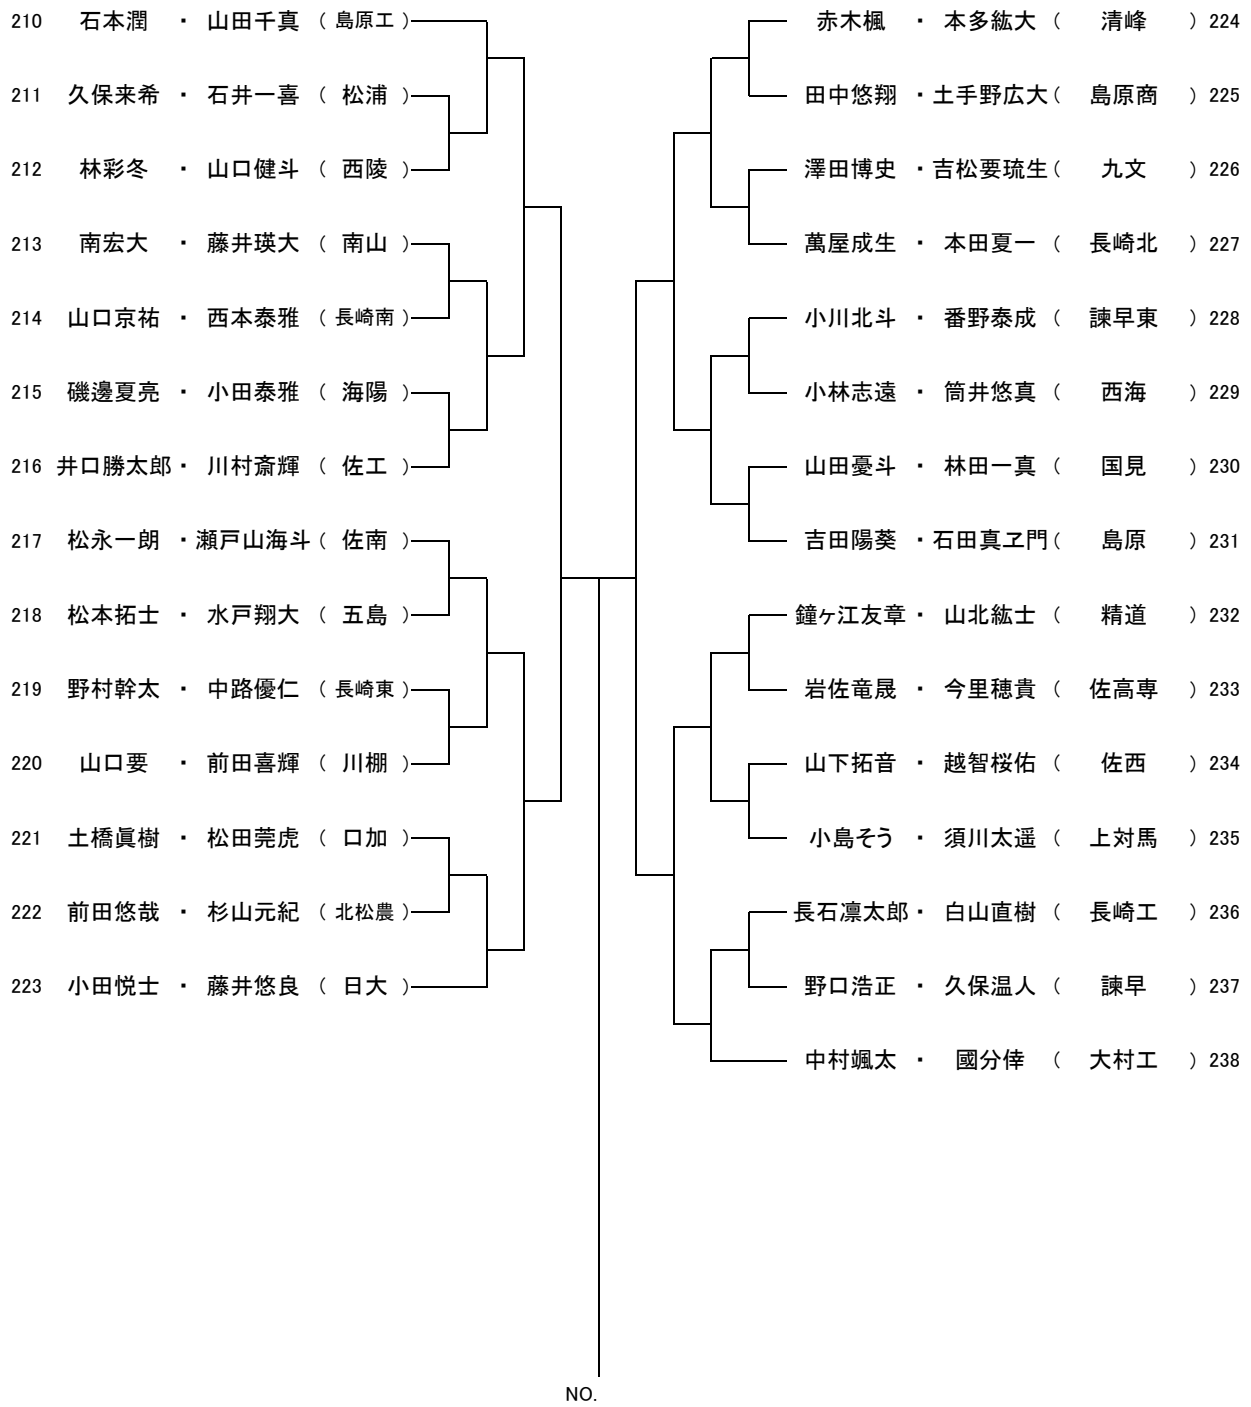 210 石本潤 ・ 山田千真 （ 島原工 ）
211 久保来希 ・ 石井一喜 （ 松浦 ）
212 林彩冬 ・ 山口健斗 （ 西陵 ）
213 南宏大 ・ 藤井瑛大 （ 南山 ）
214 山口京祐 ・ 西本泰雅 （ 長崎南 ）
215 磯邊夏亮 ・ 小田泰雅 （ 海陽 ）
216 井口勝太郎 ・ 川村斎輝 （ 佐工 ）
217 松永一朗 ・ 瀬戸山海斗 （ 佐南 ）
218 松本拓士 ・ 水戸翔大 （ 五島 ）
219 野村幹太 ・ 中路優仁 （ 長崎東 ）
220 山口要 ・ 前田喜輝 （ 川棚 ）
221 土橋眞樹 ・ 松田莞虎 （ 口加 ）
222 前田悠哉 ・ 杉山元紀 （ 北松農 ）
223 小田悦士 ・ 藤井悠良 （ 日大 ）
赤木楓 ・ 本多紘大 （ 清峰 ） 224
田中悠翔 ・ 土手野広大 （ 島原商 ） 225
澤田博史 ・ 吉松要琉生 （ 九文 ） 226
萬屋成生 ・ 本田夏一 （ 長崎北 ） 227
小川北斗 ・ 番野泰成 （ 諫早東 ） 228
小林志遠 ・ 筒井悠真 （ 西海 ） 229
山田憂斗 ・ 林田一真 （ 国見 ） 230
吉田陽葵 ・ 石田真ヱ門 （ 島原 ） 231
鐘ヶ江友章 ・ 山北紘士 （ 精道 ） 232
岩佐竜晟 ・ 今里穂貴 （ 佐高専 ） 233
山下拓音 ・ 越智桜佑 （ 佐西 ） 234
小島そう ・ 須川太遥 （ 上対馬 ） 235
長石凛太郎 ・ 白山直樹 （ 長崎工 ） 236
野口浩正 ・ 久保温人 （ 諫早 ） 237
中村颯太 ・ 國分倖 （ 大村工 ） 238
NO.